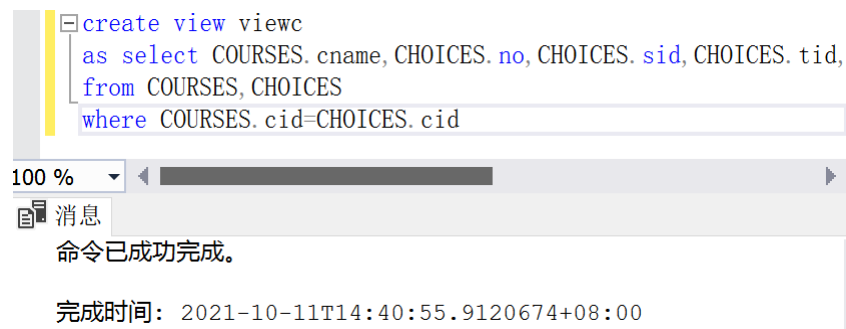 create view viewc
as select COURSES.cname,CHOICES.no,CHOICES.sid,CHOICES.tid,
from COURSES,CHOICES
where COURSES.cid=CHOICES.cid
100 %
消息
命令已成功完成。
完成时间: 2021-10-11T14:40:55.9120674+08:00